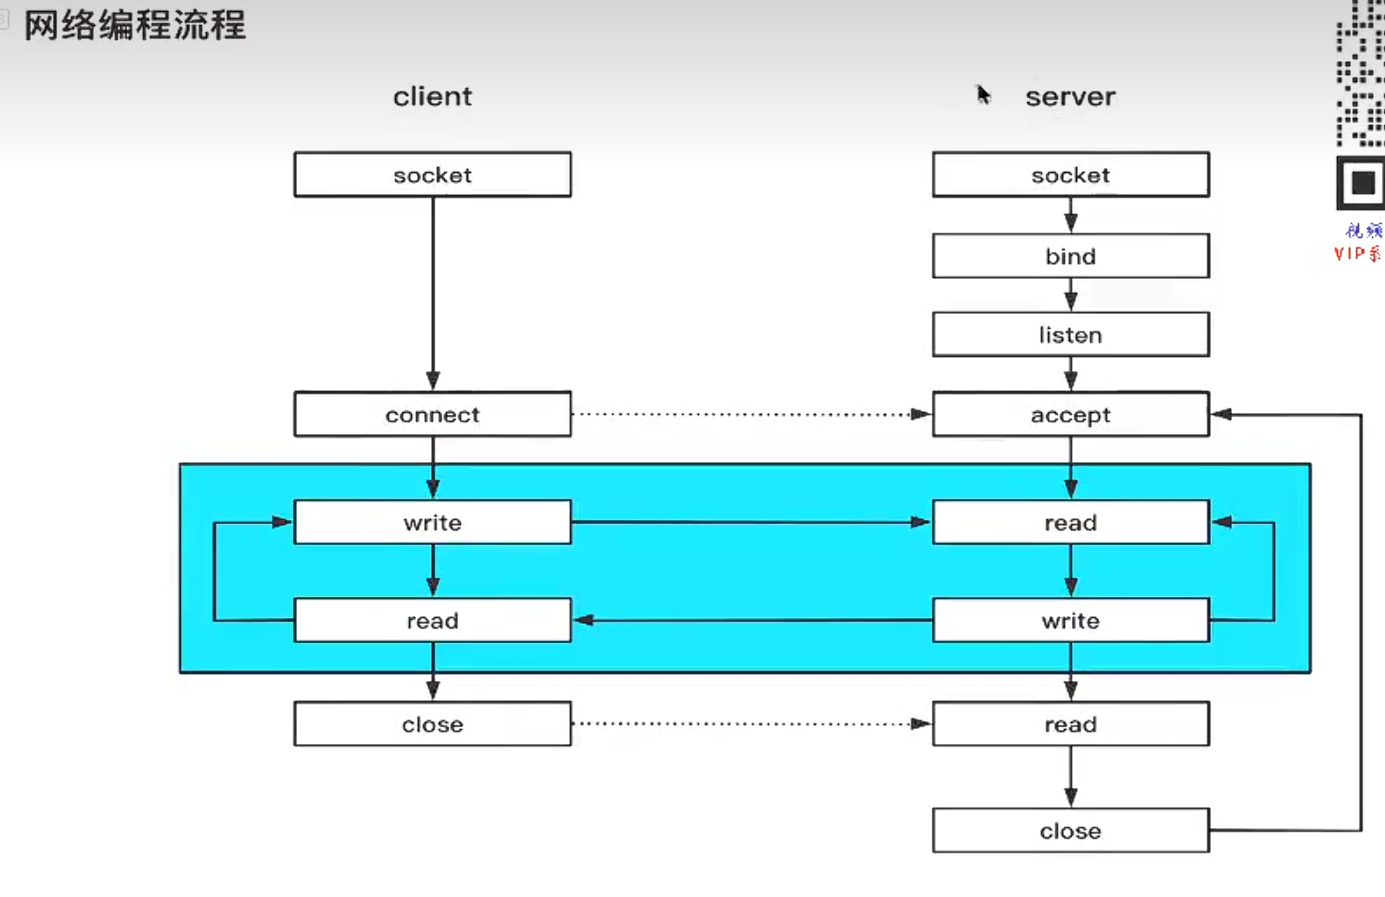 网络编程流程
client
server
socket
socket
bind
listen
connect
accept
write
read
read
write
close
read
close
视频
VIP系